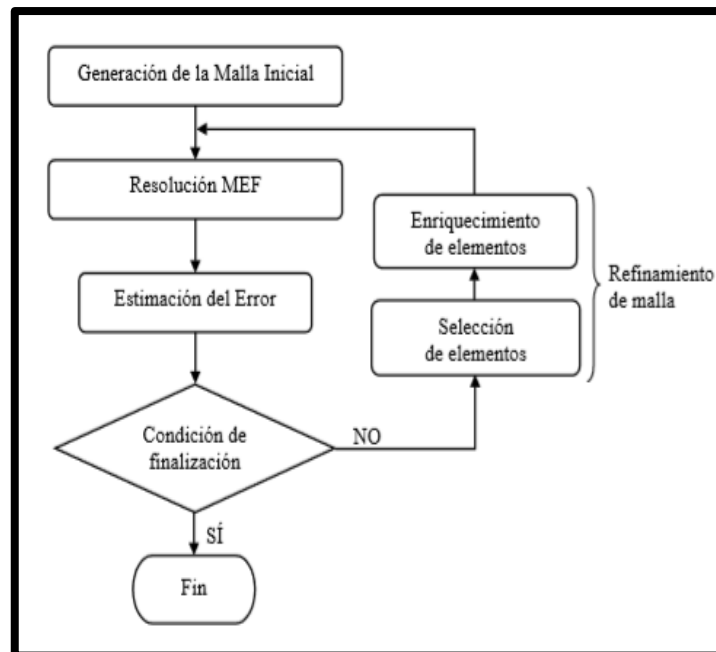 Generación de la Malla Inicial
Resolución MEF
Estimación del Error
Condición de
finalización
NO
SÍ
Fin
Selección
de elementos
Enriquecimiento
de elementos
Refinamiento
de malla